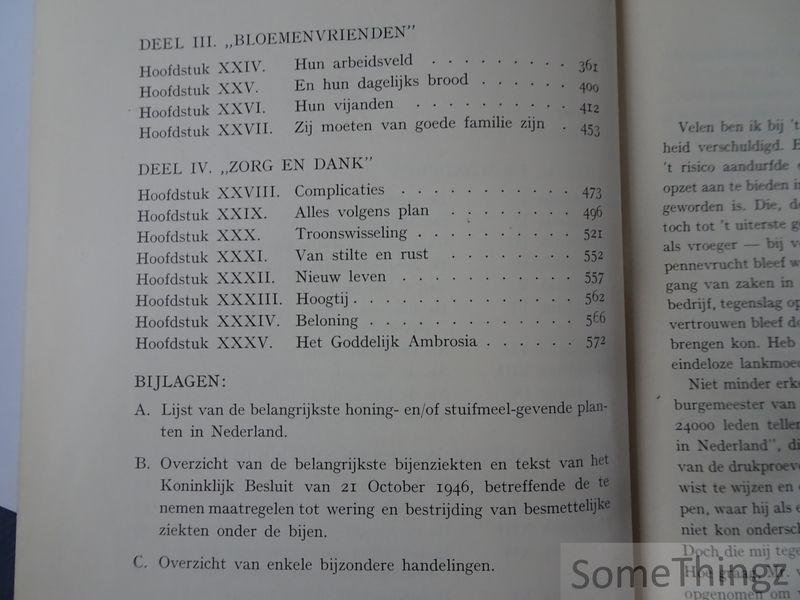 DEEL III. „BLOEMENVRIENDEN”
Hoofdstuk XXIV. Hun arbeidsveld . . . . . . . . . 361
Hoofdstuk XXV. En hun dagelijks brood . . . . . . 400
Hoofdstuk XXVI. Hun vijanden . . . . . . . . . . 412
Hoofdstuk XXVII. Zij moeten van goede familie zijn . 453
DEEL IV. „ZORG EN DANK”
Hoofdstuk XXVIII. Complicaties . . . . . . . . . . . 473
Hoofdstuk XXIX. Alles volgens plan . . . . . . . . 496
Hoofdstuk XXX. Troonswisseling . . . . . . . . . . 521
Hoofdstuk XXXI. Van stilte en rust . . . . . . . . 552
Hoofdstuk XXXII. Nieuw leven . . . . . . . . . . . 557
Hoofdstuk XXXIII. Hoogtij . . . . . . . . . . . . . 562
Hoofdstuk XXXIV. Beloning . . . . . . . . . . . . . 566
Hoofdstuk XXXV. Het Goddelijk Ambrosia . . . . . . 572
BIJLAGEN:
A. Lijst van de belangrijkste honing- en/of stuifmeel-gevende plan-
ten in Nederland.
B. Overzicht van de belangrijkste bijenziekten en tekst van het
Koninklijk Besluit van 21 October 1946, betreffende de te
nemen maatregelen tot wering en bestrijding van besmettelijke
ziekten onder de bijen.
C. Overzicht van enkele bijzondere handelingen.
Velen ben ik bij 't
heid verschuldigd.
't risico aandurfde
opzet aan te bieden
geworden is. Die,
toch tot 't uiterste
als vroeger — bij
pennevrucht bleef
gang van zaken in
bedrijf, tegenslag
vertrouwen bleef
brengen kon. Heb
eindeloze
Niet minder
burgemeester van
24000 leden
in Nederland",
van de
wist te wijzen en
pen, waar hij als
niet kon
Doch die mij
Hoe graag Mr.
opgenomen om
SomeThingz